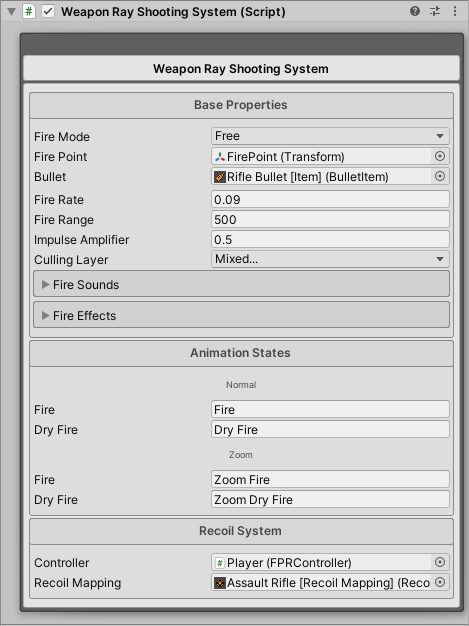 Weapon Ray Shooting System (Script)
Weapon Ray Shooting System
Base Properties
Fire Mode Free
Fire Point FirePoint (Transform)
Bullet Rifle Bullet [Item] (BulletItem)
Fire Rate 0.09
Fire Range 500
Impulse Amplifier 0.5
Culling Layer Mixed...
Fire Sounds
Fire Effects
Animation States
Normal
Fire Fire
Dry Fire Dry Fire
Zoom
Fire Zoom Fire
Dry Fire Zoom Dry Fire
Recoil System
Controller Player (FPRController)
Recoil Mapping Assault Rifle [Recoil Mapping] (Reco